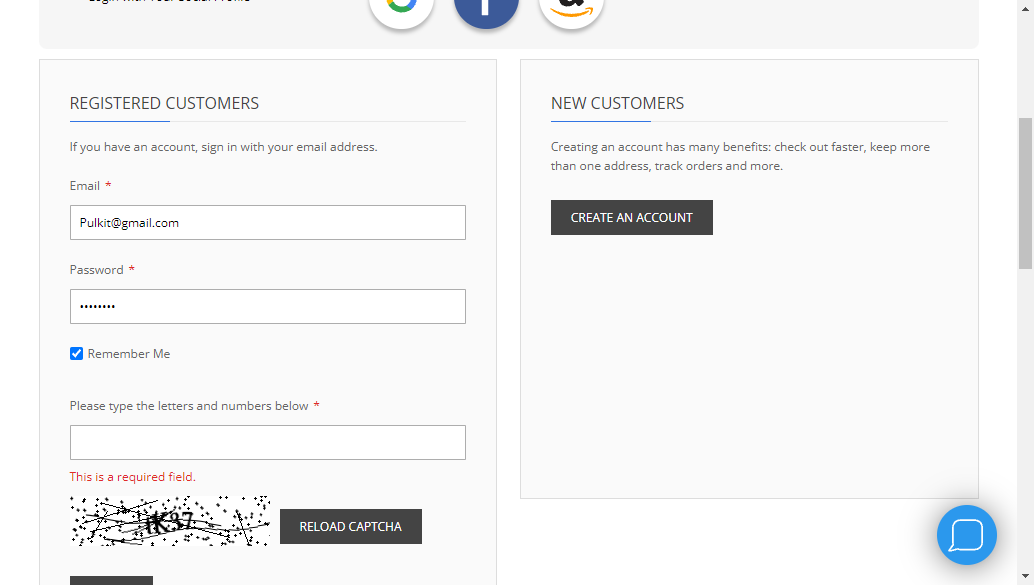 REGISTERED CUSTOMERS
If you have an account, sign in with your email address.
Email *
Pulkit@gmail.com
Password *
Remember Me
Please type the letters and numbers below *
This is a required field.
RELOAD CAPTCHA
NEW CUSTOMERS
Creating an account has many benefits: check out faster, keep more
than one address, track orders and more.
CREATE AN ACCOUNT